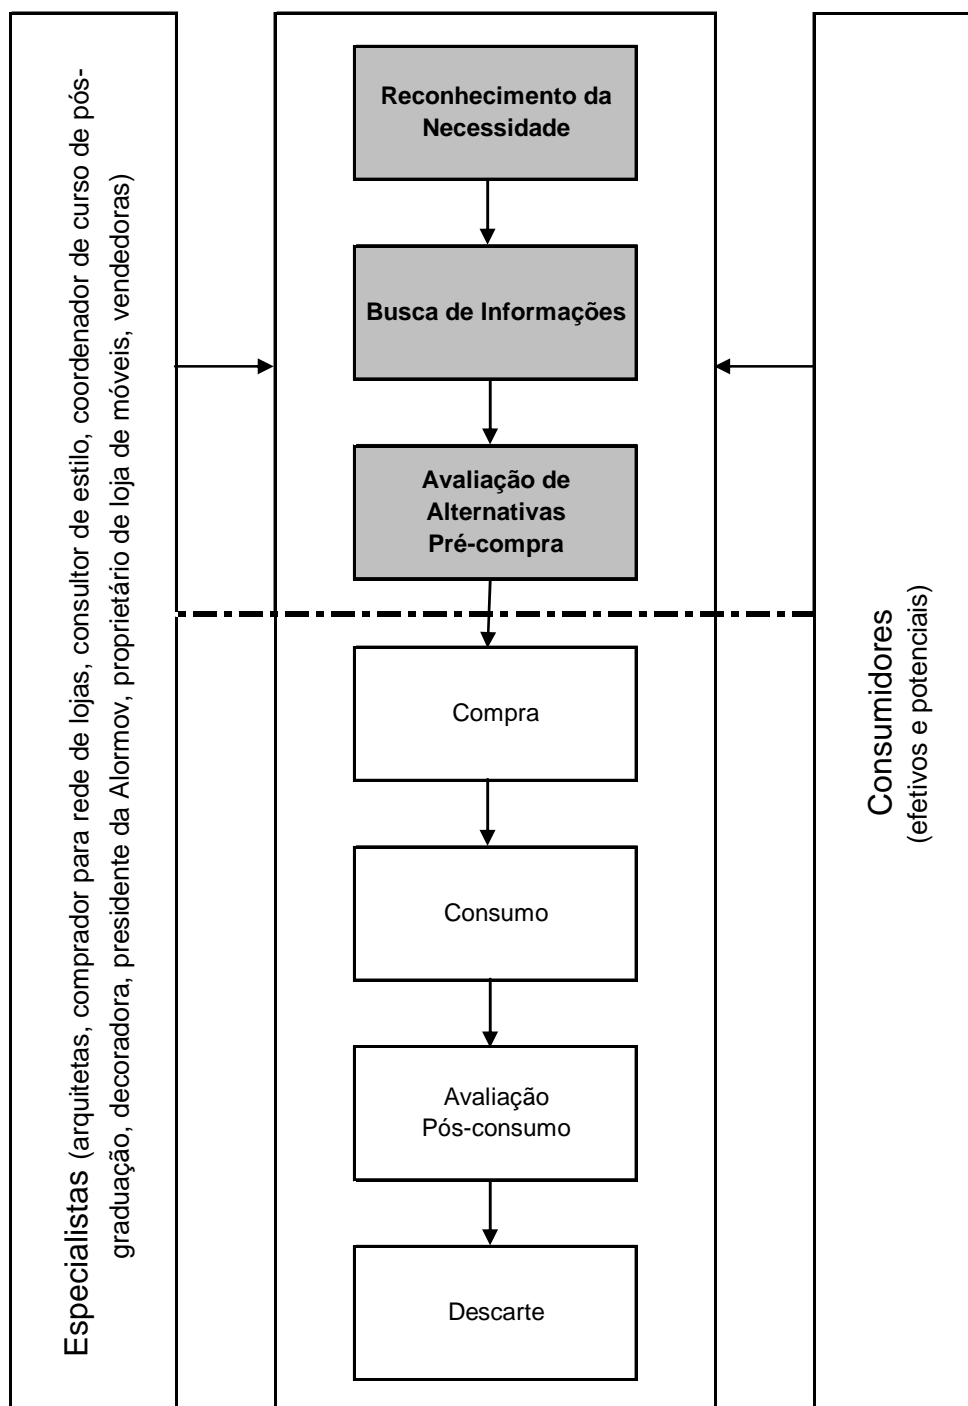 Especialistas (arquitetas, comprador para rede de lojas, consultor de estilo, coordenador de curso de pós-
graduação, decoradora, presidente da Alormov, proprietário de loja de móveis, vendedoras)
Reconhecimento da
Necessidade
Busca de Informações
Avaliação de
Alternativas
Pré-compra
Compra
Consumo
Avaliação
Pós-consumo
Descarte
Consumidores
(efetivos e potenciais)